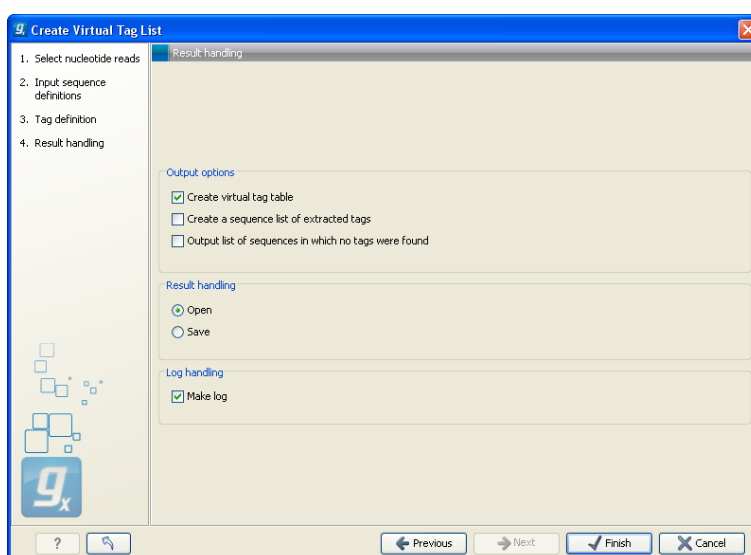 Create Virtual Tag List
1. Select nucleotide reads
2. Input sequence
definitions
3. Tag definition
4. Result handling
Result handling
Output options
Create virtual tag table
Create a sequence list of extracted tags
Output list of sequences in which no tags were found
Result handling
Open
Save
Log handling
Make log
gx
?
Previous
Next
Finish
Cancel